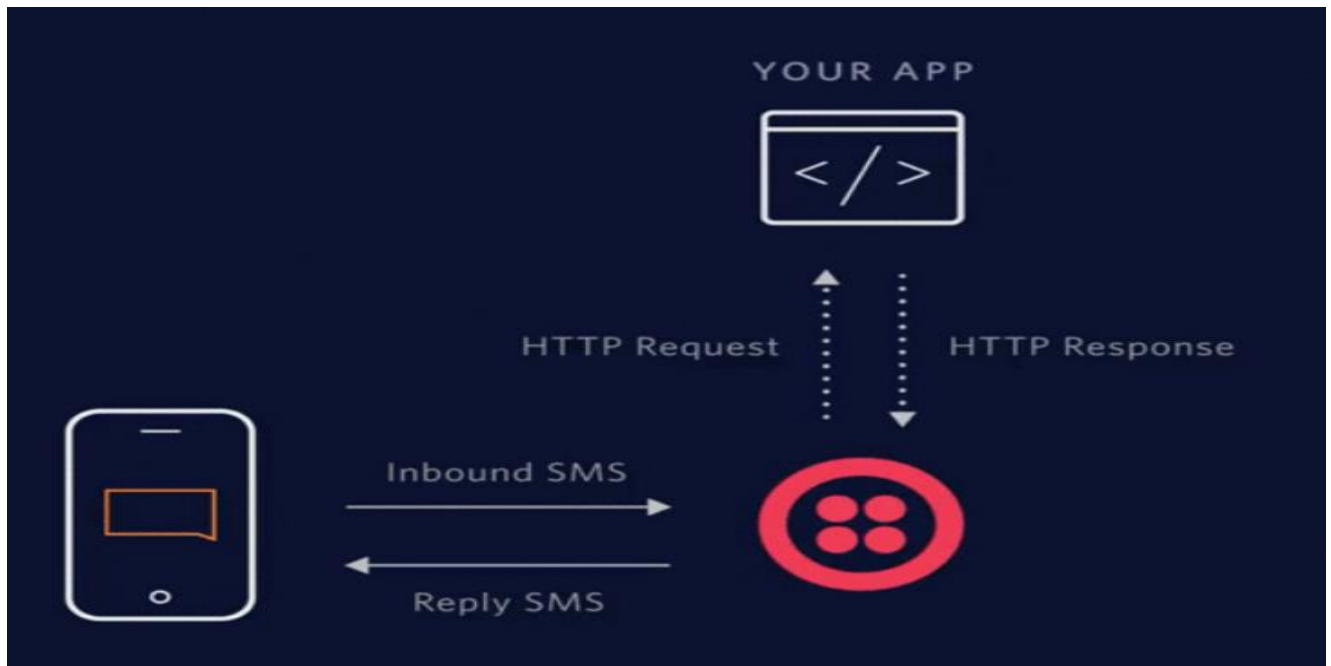 YOUR APP
</>
HTTP Request
HTTP Response
Inbound SMS
Reply SMS